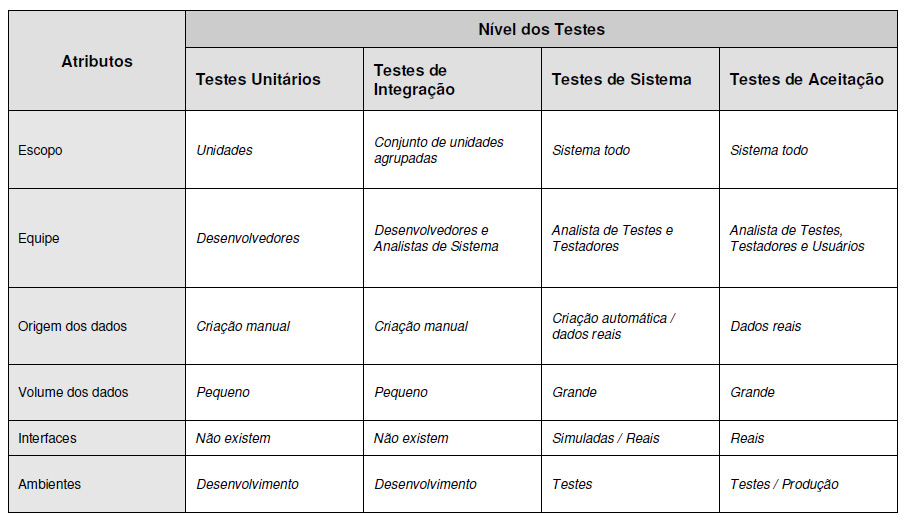 Atributos
Nível dos Testes
Testes Unitários
Testes de
Integração
Testes de Sistema
Testes de Aceitação
Escopo
Unidades
Conjunto de unidades
agrupadas
Sistema todo
Sistema todo
Equipe
Desenvolvedores
Desenvolvedores e
Analistas de Sistema
Analista de Testes e
Testadores
Analista de Testes,
Testadores e Usuários
Origem dos dados
Criação manual
Criação manual
Criação automática /
dados reais
Dados reais
Volume dos dados
Pequeno
Pequeno
Grande
Grande
Interfaces
Não existem
Não existem
Simuladas / Reais
Reais
Ambientes
Desenvolvimento
Desenvolvimento
Testes
Testes / Produção